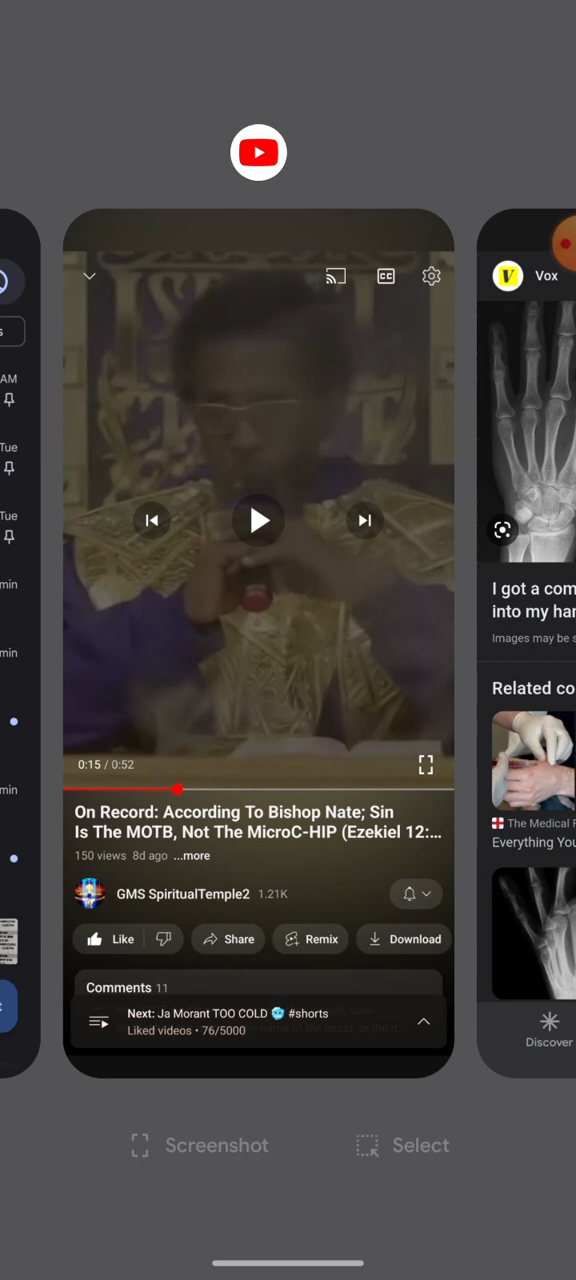 s
AM
Tue
Tue
min
min
min
CC
0:15 / 0:52
On Record: According To Bishop Nate; Sin
Is The MOTB, Not The MicroC-HIP (Ezekiel 12:...
150 views 8d ago ...more
GMS SpiritualTemple2 1.21K
Like
Share
Remix
Download
Comments 11
Next: Ja Morant TOO COLD 🥶 #shorts
Liked videos • 76/5000
V
Vox
I got a com
into my har
Images may be s
Related co
The Medical F
Everything You
Discover
Screenshot
Select